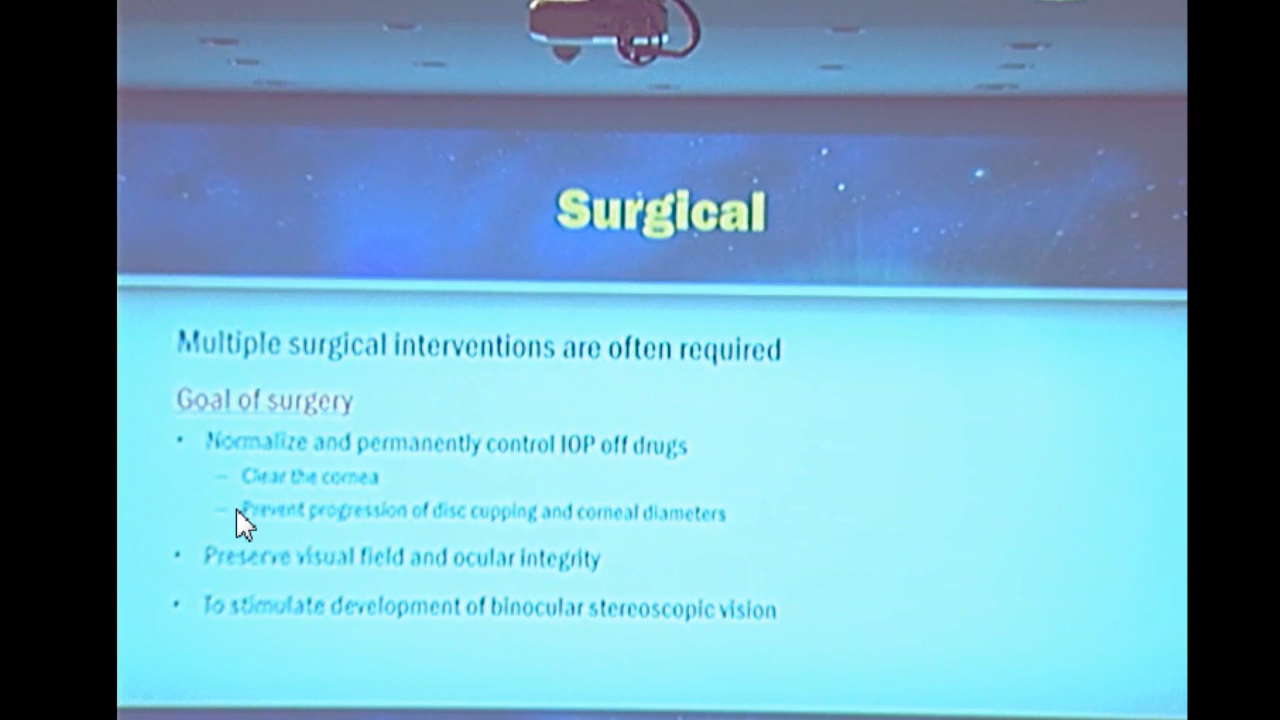 Surgical
Multiple surgical interventions are often required
Goal of surgery
• Normalize and permanently control IOP off drugs
– Clear the cornea
– Prevent progression of disc cupping and corneal diameters
• Preserve visual field and ocular integrity
• To stimulate development of binocular stereoscopic vision